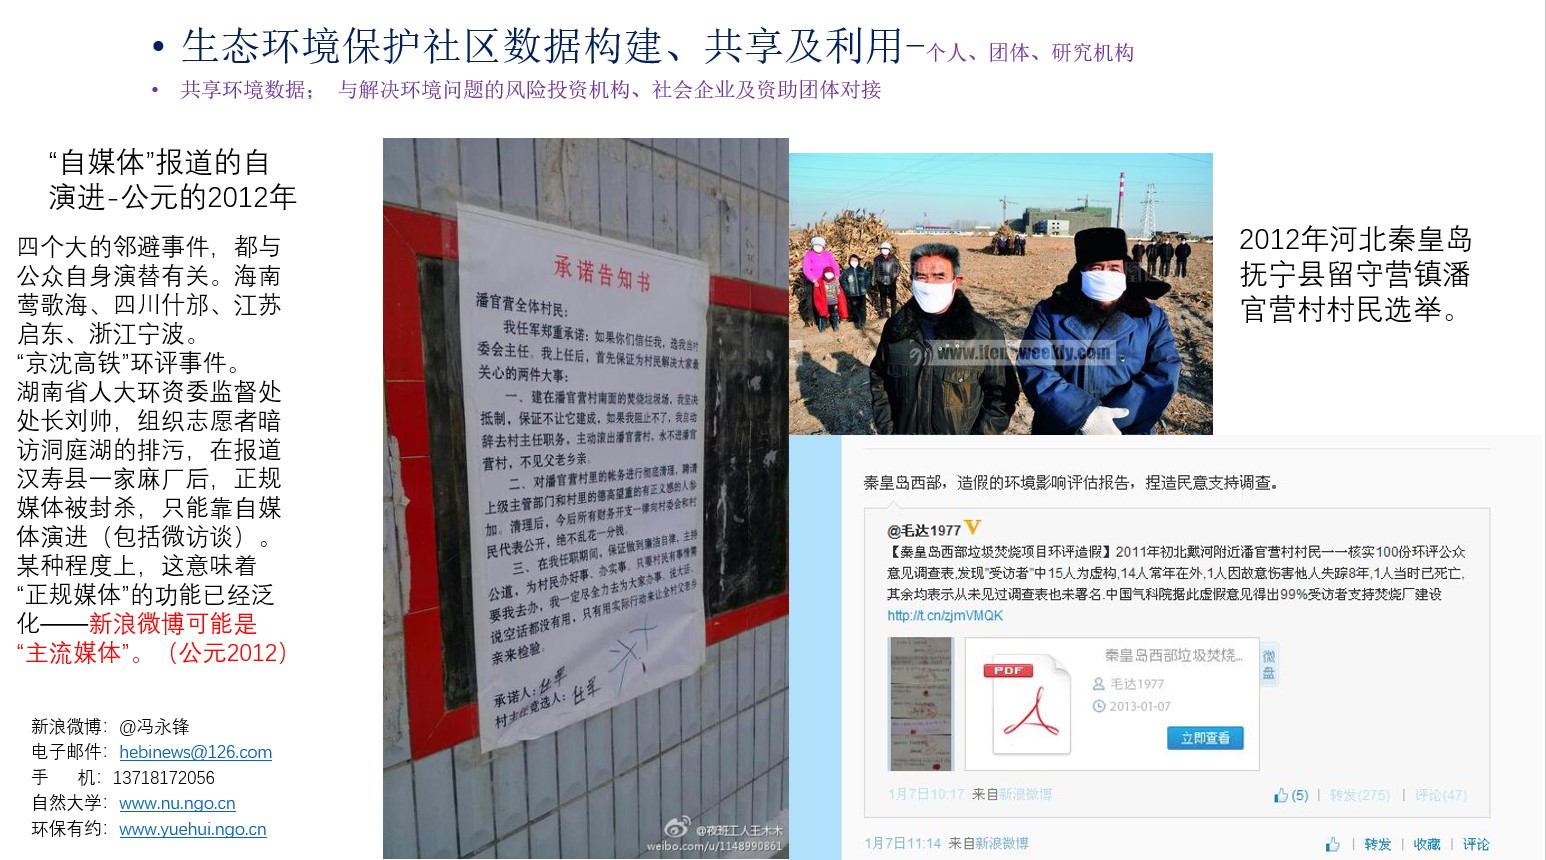 • 生态环境保护社区数据构建、共享及利用–个人、团体、研究机构
• 共享环境数据； 与解决环境问题的风险投资机构、社会企业及资助团体对接
“自媒体”报道的自
演进-公元的2012年
四个大的邻避事件，都与
公众自身演替有关。海南
莺歌海、四川什邡、江苏
启东、浙江宁波。
“京沈高铁”环评事件。
湖南省人大环资委监督处
处长刘帅，组织志愿者暗
访洞庭湖的排污，在报道
汉寿县一家麻厂后，正规
媒体被封杀，只能靠自媒
体演进（包括微访谈）。
某种程度上，这意味着
“正规媒体”的功能已经泛
化——新浪微博可能是
“主流媒体”。（公元2012）
新浪微博：@冯永锋
电子邮件：hebinews@126.com
手 机：13718172056
自然大学：www.nu.ngo.cn
环保有约：www.yuehui.ngo.cn
承诺告知书
潘官营全体村民：
我任军郑重承诺：如果你们信任我，选我当村
委会主任。我上任后，首先保证为村民解决大家最
关心的两件大事：
一、建在潘官营村南面的焚烧垃圾场，我坚决
抵制，保证不让它建成，如果我阻止不了，我自动
辞去村主任职务，主动滚出潘官营村，永不进潘官
营村，不见父老乡亲。
二、对潘官营村里的帐务进行彻底清理，聘请
上级主管部门和村里的德高望重的有正义感的人参
加。清理后，今后所有财务开支一律向村委会和村
民代表公开，绝不乱花一分钱。
三、在我任职期间，保证做到廉洁自律，主持
公道，为村民办好事、办实事。只要村民有事情需
要我去办，我一定尽全力去为大家办事。说大话、
说空话都没有用，只有用实际行动来让全村父老乡
亲来检验。
承诺人：任军
村主任竞选人：任军
@夜班工人王木木
weibo.com/u/1148990861
www.ifengweekly.com
2012年河北秦皇岛
抚宁县留守营镇潘
官营村村民选举。
秦皇岛西部，造假的环境影响评估报告，捏造民意支持调查。
@毛达1977
【秦皇岛西部垃圾焚烧项目环评造假】2011年初北戴河附近潘官营村村民一一核实100份环评公众
意见调查表,发现"受访者"中15人为虚构,14人常年在外,1人因故意伤害他人失踪8年,1人当时已死亡,
其余均表示从未见过调查表也未署名.中国气科院据此虚假意见得出99%受访者支持焚烧厂建设
http://t.cn/zjmVMQK
PDF
秦皇岛西部垃圾焚烧...
毛达1977
2013-01-07
立即查看
微盘
1月7日10:17 来自新浪微博
(5) | 转发(275) | 评论(47)
1月7日11:14 来自新浪微博
| 转发 | 收藏 | 评论